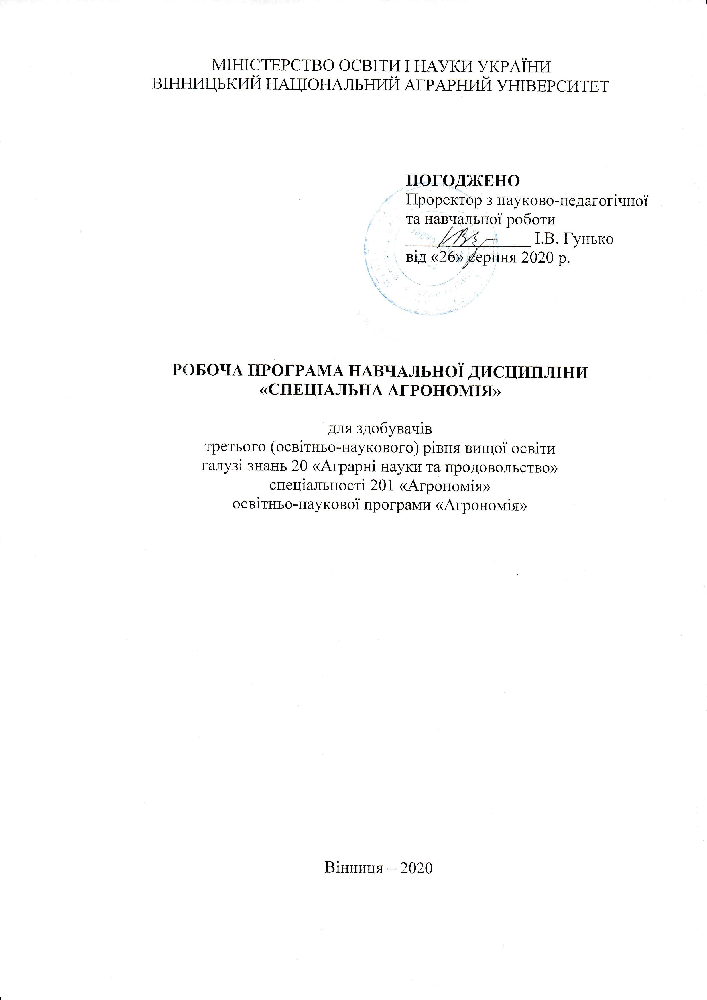 МІНІСТЕРСТВО ОСВІТИ І НАУКИ УКРАЇНИ
ВІННИЦЬКИЙ НАЦІОНАЛЬНИЙ АГРАРНИЙ УНІВЕРСИТЕТ
ПОГОДЖЕНО
Проректор з науково-педагогічної
та навчальної роботи
_______________ І.В. Гунько
від «26» серпня 2020 р.
РОБОЧА ПРОГРАМА НАВЧАЛЬНОЇ ДИСЦИПЛІНИ
«СПЕЦІАЛЬНА АГРОНОМІЯ»
для здобувачів
третього (освітньо-наукового) рівня вищої освіти
галузі знань 20 «Аграрні науки та продовольство»
спеціальності 201 «Агрономія»
освітньо-наукової програми «Агрономія»
Вінниця – 2020